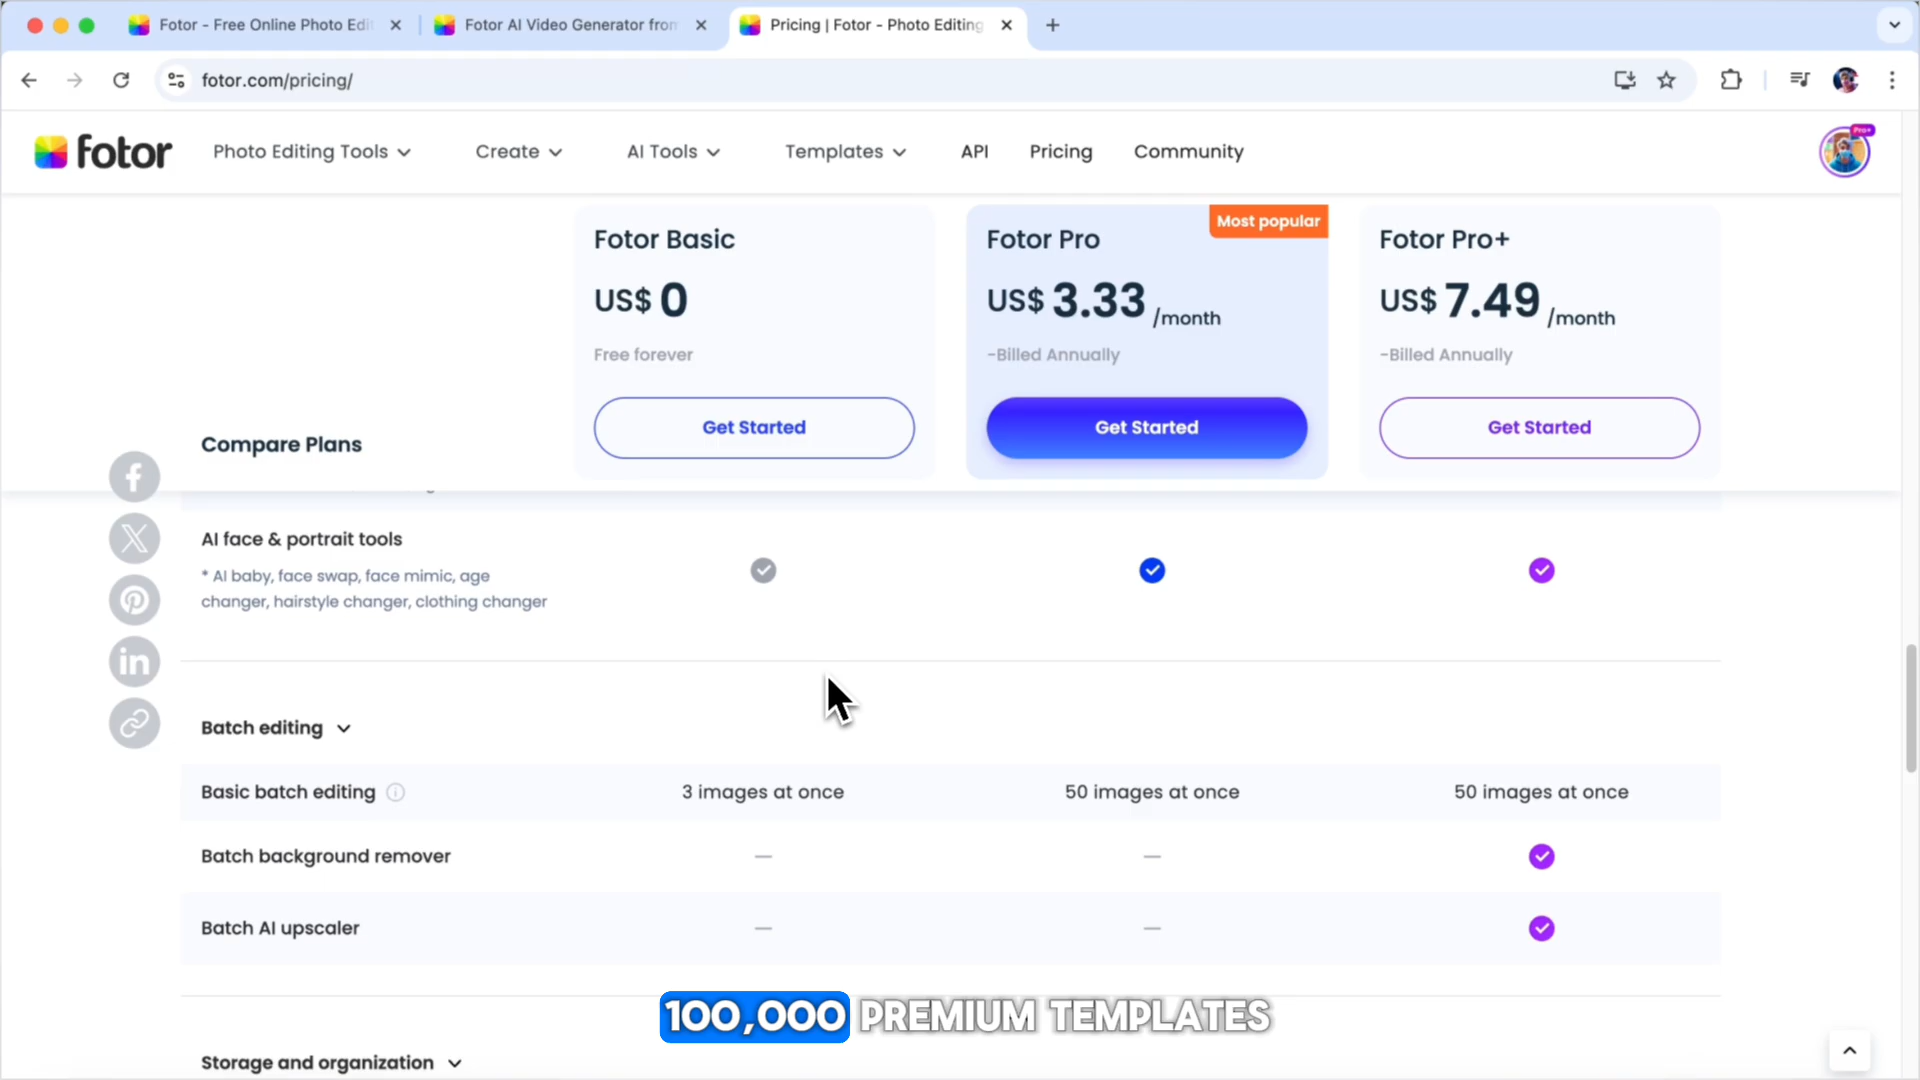 Fotor - Free Online Photo Edi
Fotor AI Video Generator from
Pricing | Fotor - Photo Editing
fotor.com/pricing/
fotor
Photo Editing Tools
Create
AI Tools
Templates
API
Pricing
Community
Pro+
Fotor Basic
US$ 0
Free forever
Get Started
Most popular
Fotor Pro
US$ 3.33 /month
-Billed Annually
Get Started
Fotor Pro+
US$ 7.49 /month
-Billed Annually
Get Started
Compare Plans
AI face & portrait tools
* AI baby, face swap, face mimic, age
changer, hairstyle changer, clothing changer
Batch editing
Basic batch editing
3 images at once
50 images at once
50 images at once
Batch background remover
— —
Batch AI upscaler
— —
100,000 PREMIUM TEMPLATES
Storage and organization